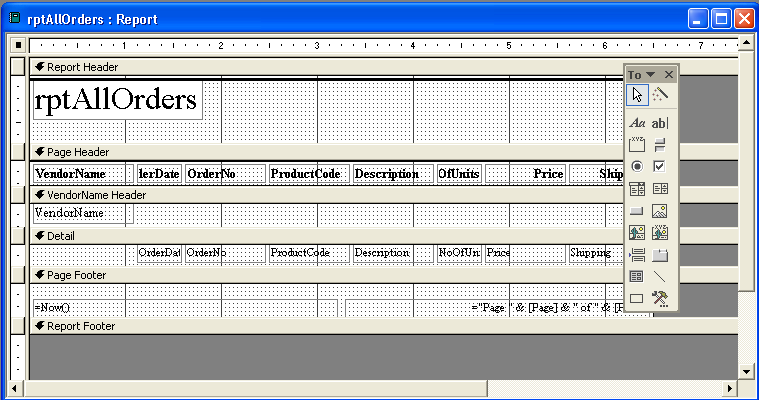 rptAllOrders : Report
1 2 3 4 5 6 7
Report Header
To
rptAllOrders
Aa ab|
XYZ
Page Header
VendorName lerDate OrderNo ProductCode Description OfUnits Price Ship
VendorName Header
VendorName
Detail
OrderDat OrderNo ProductCode Description NoOfUni Price Shipping
Page Footer
=Now() ="Page " & [Page] & " of " & [P
Report Footer